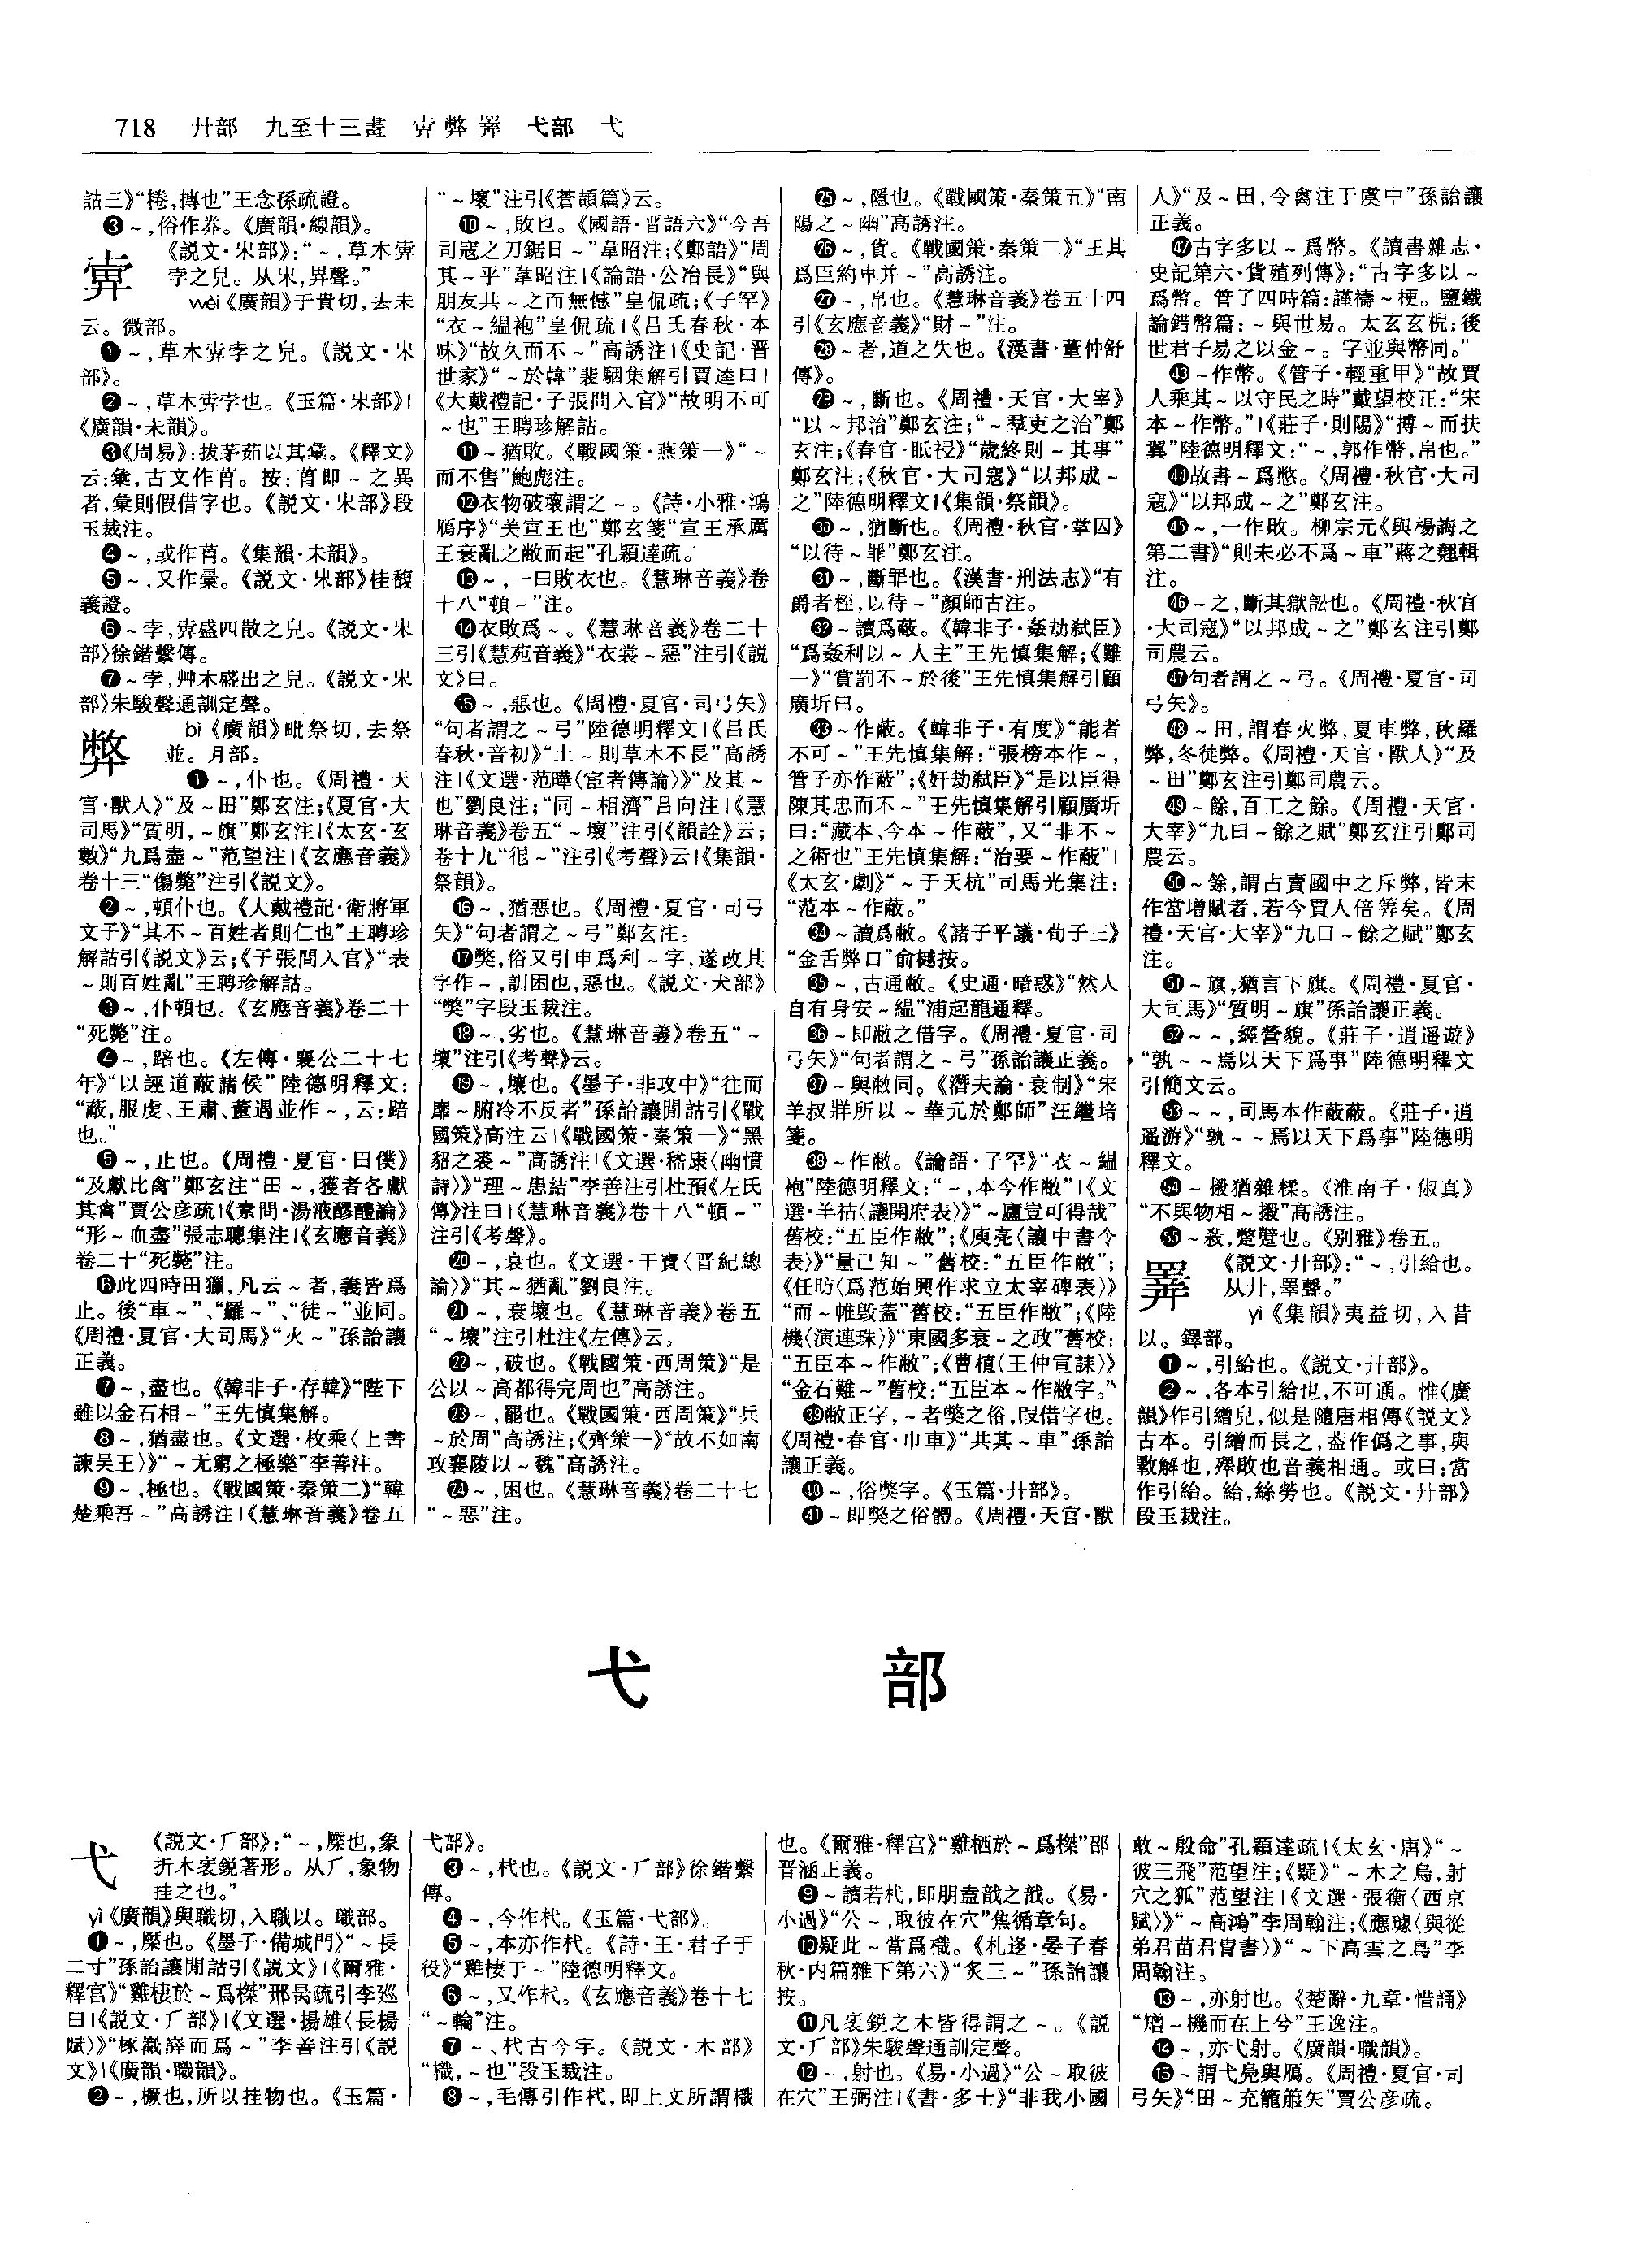 718 廾部 九至十三畫 㢈弊𢍰 弋部 弋
詁三》“棬,摶也”王念孫疏證。
❸～,俗作弮。《廣韻·線韻》。
《説文·𣎵部》:“～,草木
孛之皃。从𣎵,畀聲。”
wèi《廣韻》于貴切,去未
云。微部。
部》。
《廣韻·未韻》。
❸《周易》:拔茅茹以其彙。《釋文》
云:彙,古文作𦳊。按:𦳊即～之異
者,彙則假借字也。《説文·𣎵部》段
玉裁注。
❹～,或作𦳊。《集韻·未韻》。
義證。
部》徐鍇繫傳。
❼～孛,艸木盛出之皃。《説文·𣎵
部》朱駿聲通訓定聲。
弊
bì《廣韻》毗祭切,去祭
並。月部。
❶～,仆也。《周禮·天
官·獸人》“及～田”鄭玄注;《夏官·大
司馬》“質明,～旗”鄭玄注|《太玄·玄
數》“九爲盡～”范望注|《玄應音義》
卷十三“傷斃”注引《説文》。
❷～,頓仆也。《大戴禮記·衛將軍
文子》“其不～百姓者則仁也”王聘珍
解詁引《説文》云;《子張問入官》“表
～則百姓亂”王聘珍解詁。
❸～,仆頓也。《玄應音義》卷二十
“死斃”注。
❹～,踣也。《左傳·襄公二十七
年》“以誣道蔽諸侯”陸德明釋文:
“蔽,服虔、王肅、董遇並作～,云:踣
也。”
❺～,止也。《周禮·夏官·田僕》
“及獻比禽”鄭玄注“田～,獲者各獻
其禽”賈公彦疏|《素問·湯液醪醴論》
“形～血盡”張志聰集注|《玄應音義》
卷二十“死斃”注。
❻此四時田獵,凡云～者,義皆爲
止。後“車～”、“羅～”、“徒～”並同。
《周禮·夏官·大司馬》“火～”孫詒讓
正義。
❼～,盡也。《韓非子·存韓》“陛下
雖以金石相～”王先慎集解。
❽～,猶盡也。《文選·枚乘〈上書
諫吴王〉》“～无窮之極樂”李善注。
❾～,極也。《戰國策·秦策二》“韓
楚乘吾～”高誘注|《慧琳音義》卷五
“～壞”注引《蒼頡篇》云。
❿～,敗也。《國語·晋語六》“今吾
司寇之刀鋸日～”韋昭注;《鄭語》“周
其～乎”韋昭注|《論語·公冶長》“與
朋友共～之而無憾”皇侃疏;《子罕》
“衣～緼袍”皇侃疏|《吕氏春秋·本
味》“故久而不～”高誘注|《史記·晋
世家》“～於韓”裴駰集解引賈逵曰|
《大戴禮記·子張問入官》“故明不可
～也”王聘珍解詁。
⓫～猶敗。《戰國策·燕策一》“～
而不售”鮑彪注。
⓬衣物破壞謂之～。《詩·小雅·鴻
鴈序》“美宣王也”鄭玄箋“宣王承厲
王衰亂之敝而起”孔穎達疏。
⓭～,一曰敗衣也。《慧琳音義》卷
十八“頓～”注。
⓮衣敗爲～。《慧琳音義》卷二十
三引《慧苑音義》“衣裳～惡”注引《説
文》曰。
⓯～,惡也。《周禮·夏官·司弓矢》
“句者謂之～弓”陸德明釋文|《吕氏
春秋·音初》“土～則草木不長”高誘
注|《文選·范曄〈宦者傳論〉》“及其～
也”劉良注;“同～相濟”吕向注|《慧
琳音義》卷五“～壞”注引《韻詮》云;
卷十九“㑌～”注引《考聲》云|《集韻·
祭韻》。
⓰～,猶惡也。《周禮·夏官·司弓
矢》“句者謂之～弓”鄭玄注。
⓱獘,俗又引申爲利～字,遂改其
字作～,訓困也,惡也。《説文·犬部》
“獘”字段玉裁注。
⓲～,劣也。《慧琳音義》卷五“～
壞”注引《考聲》云。
⓳～,壞也。《墨子·非攻中》“往而
靡～腑冷不反者”孫詒讓閒詁引《戰
國策》高注云|《戰國策·秦策一》“黑
貂之裘～”高誘注|《文選·嵇康〈幽憤
詩〉》“理～患結”李善注引杜預《左氏
傳》注曰|《慧琳音義》卷十八“頓～”
注引《考聲》。
⓴～,衰也。《文選·干寶〈晋紀總
論〉》“其～猶亂”劉良注。
㉑～,衰壞也。《慧琳音義》卷五
“～壞”注引杜注《左傳》云。
㉒～,破也。《戰國策·西周策》“是
公以～高都得完周也”高誘注。
㉓～,罷也。《戰國策·西周策》“兵
～於周”高誘注;《齊策一》“故不如南
攻襄陵以～魏”高誘注。
㉔～,困也。《慧琳音義》卷二十七
“～惡”注。
㉕～,隱也。《戰國策·秦策五》“南
陽之～幽”高誘注。
㉖～,貨。《戰國策·秦策二》“王其
爲臣約車并～”高誘注。
㉗～,帛也。《慧琳音義》卷五十四
引《玄應音義》“財～”注。
㉘～者,道之失也。《漢書·董仲舒
傳》。
㉙～,斷也。《周禮·天官·大宰》
“以～邦治”鄭玄注;“～羣吏之治”鄭
玄注;《春官·眡祲》“歲終則～其事”
鄭玄注;《秋官·大司寇》“以邦成～
之”陸德明釋文|《集韻·祭韻》。
㉚～,猶斷也。《周禮·秋官·掌囚》
“以待～罪”鄭玄注。
㉛～,斷罪也。《漢書·刑法志》“有
爵者桎,以待～”顔師古注。
㉜～讀爲蔽。《韓非子·姦劫弑臣》
“爲姦利以～人主”王先慎集解;《難
一》“賞罰不～於後”王先慎集解引顧
廣圻曰。
㉝～作蔽。《韓非子·有度》“能者
不可～”王先慎集解:“張榜本作～,
管子亦作蔽”;《奸劫弑臣》“是以臣得
陳其忠而不～”王先慎集解引顧廣圻
曰:“藏本、今本～作蔽”,又“非不～
之術也”王先慎集解:“治要～作蔽”|
《太玄·劇》“～于天杭”司馬光集注:
“范本～作蔽。”
㉞～讀爲敝。《諸子平議·荀子三》
“金舌弊口”俞樾按。
㉟～,古通敝。《史通·暗惑》“然人
自有身安～緼”浦起龍通釋。
㊱～即敝之借字。《周禮·夏官·司
弓矢》“句者謂之～弓”孫詒讓正義。
㊲～與敝同。《潛夫論·衰制》“宋
羊叔牂所以～華元於鄭師”汪繼培
箋。
㊳～作敝。《論語·子罕》“衣～緼
袍”陸德明釋文:“～,本今作敝”|《文
選·羊祜〈讓開府表〉》“～廬豈可得哉”
舊校:“五臣作敝”;《庾亮〈讓中書令
表〉》“量己知～”舊校:“五臣作敝”;
《任昉〈爲范始興作求立太宰碑表〉》
“而～帷毁蓋”舊校:“五臣作敝”;《陸
機〈演連珠〉》“東國多衰～之政”舊校:
“五臣本～作敝”;《曹植〈王仲宣誄〉》
“金石難～”舊校:“五臣本～作敝字。”
㊴敝正字,～者獘之俗,叚借字也。
《周禮·春官·巾車》“共其～車”孫詒
讓正義。
㊵～,俗獘字。《玉篇·廾部》。
㊶～即獘之俗體。《周禮·天官·獸
人》“及～田,令禽注于虞中”孫詒讓
正義。
㊷古字多以～爲幣。《讀書雜志·
史記第六·貨殖列傳》:“古字多以～
爲幣。管子四時篇:謹禱～梗。鹽鐵
論錯幣篇:～與世易。太玄玄棿:後
世君子易之以金～。字並與幣同。”
㊸～作幣。《管子·輕重甲》“故賈
人乘其～以守民之時”戴望校正:“宋
本～作幣。”|《莊子·則陽》“搏～而扶
翼”陸德明釋文:“～,郭作幣,帛也。”
㊹故書～爲憋。《周禮·秋官·大司
寇》“以邦成～之”鄭玄注。
㊺～,一作敗。柳宗元《與楊誨之
第二書》“則未必不爲～車”蔣之翹輯
注。
㊻～之,斷其獄訟也。《周禮·秋官
·大司寇》“以邦成～之”鄭玄注引鄭
司農云。
㊼句者謂之～弓。《周禮·夏官·司
弓矢》。
㊽～田,謂春火弊,夏車弊,秋羅
弊,冬徒弊。《周禮·天官·獸人》“及
～田”鄭玄注引鄭司農云。
㊾～餘,百工之餘。《周禮·天官·
大宰》“九曰～餘之賦”鄭玄注引鄭司
農云。
㊿～餘,謂占賣國中之斥弊,皆末
作當增賦者,若今賈人倍筭矣。《周
禮·天官·大宰》“九曰～餘之賦”鄭玄
注。
51～旗,猶言下旗。《周禮·夏官·
大司馬》“質明～旗”孫詒讓正義。
52～～,經營貌。《莊子·逍遥遊》
“孰～～焉以天下爲事”陸德明釋文
引簡文云。
53～～,司馬本作蔽蔽。《莊子·逍
遥游》“孰～～焉以天下爲事”陸德明
釋文。
54～摋猶雜糅。《淮南子·俶真》
“不與物相～摋”高誘注。
55～殺,蹩躠也。《别雅》卷五。
《説文·廾部》:“～,引給也。
从廾,睪聲。”
yì《集韻》夷益切,入昔
以。鐸部。
❶～,引給也。《説文·廾部》。
❷～,各本引給也,不可通。惟《廣
韻》作引繒皃,似是隨唐相傳《説文》
古本。引繒而長之,葢作僞之事,與
斁解也,殬敗也音義相通。或曰:當
作引紿。紿,絲勞也。《説文·廾部》
段玉裁注。
弋部
弋
《説文·厂部》:“～,橜也,象
折木衺鋭著形。从厂,象物
挂之也。”
yì《廣韻》與職切,入職以。職部。
❶～,橜也。《墨子·備城門》“～長
二寸”孫詒讓閒詁引《説文》|《爾雅·
釋宫》“雞棲於～爲榤”邢昺疏引李巡
曰|《説文·厂部》|《文選·揚雄〈長楊
賦〉》“椓嶻嶭而爲～”李善注引《説
文》|《廣韻·職韻》。
❷～,橛也,所以挂物也。《玉篇·
弋部》。
❸～,杙也。《説文·厂部》徐鍇繫
傳。
❹～,今作杙。《玉篇·弋部》。
❺～,本亦作杙。《詩·王·君子于
役》“雞棲于～”陸德明釋文。
❻～,又作杙。《玄應音義》卷十七
“～輪”注。
❼～、杙古今字。《説文·木部》
“樴,～也”段玉裁注。
❽～,毛傳引作杙,即上文所謂樴
也。《爾雅·釋宫》“雞栖於～爲榤”邵
晋涵正義。
❾～讀若杙,即朋盍戠之戠。《易·
小過》“公～,取彼在穴”焦循章句。
❿疑此～當爲樴。《札迻·晏子春
秋·内篇雜下第六》“炙三～”孫詒讓
按。
⓫凡衺鋭之木皆得謂之～。《説
文·厂部》朱駿聲通訓定聲。
⓬～,射也。《易·小過》“公～取彼
在穴”王弼注|《書·多士》“非我小國
敢～殷命”孔穎達疏|《太玄·唐》“～
彼三飛”范望注;《疑》“～木之烏,射
穴之狐”范望注|《文選·張衡〈西京
賦〉》“～高鴻”李周翰注;《應璩〈與從
弟君苗君胄書〉》“～下高雲之鳥”李
周翰注。
⓭～,亦射也。《楚辭·九章·惜誦》
“矰～機而在上兮”王逸注。
⓮～,亦弋射。《廣韻·職韻》。
⓯～謂弋鳧與鴈。《周禮·夏官·司
弓矢》“田～充籠箙矢”賈公彦疏。